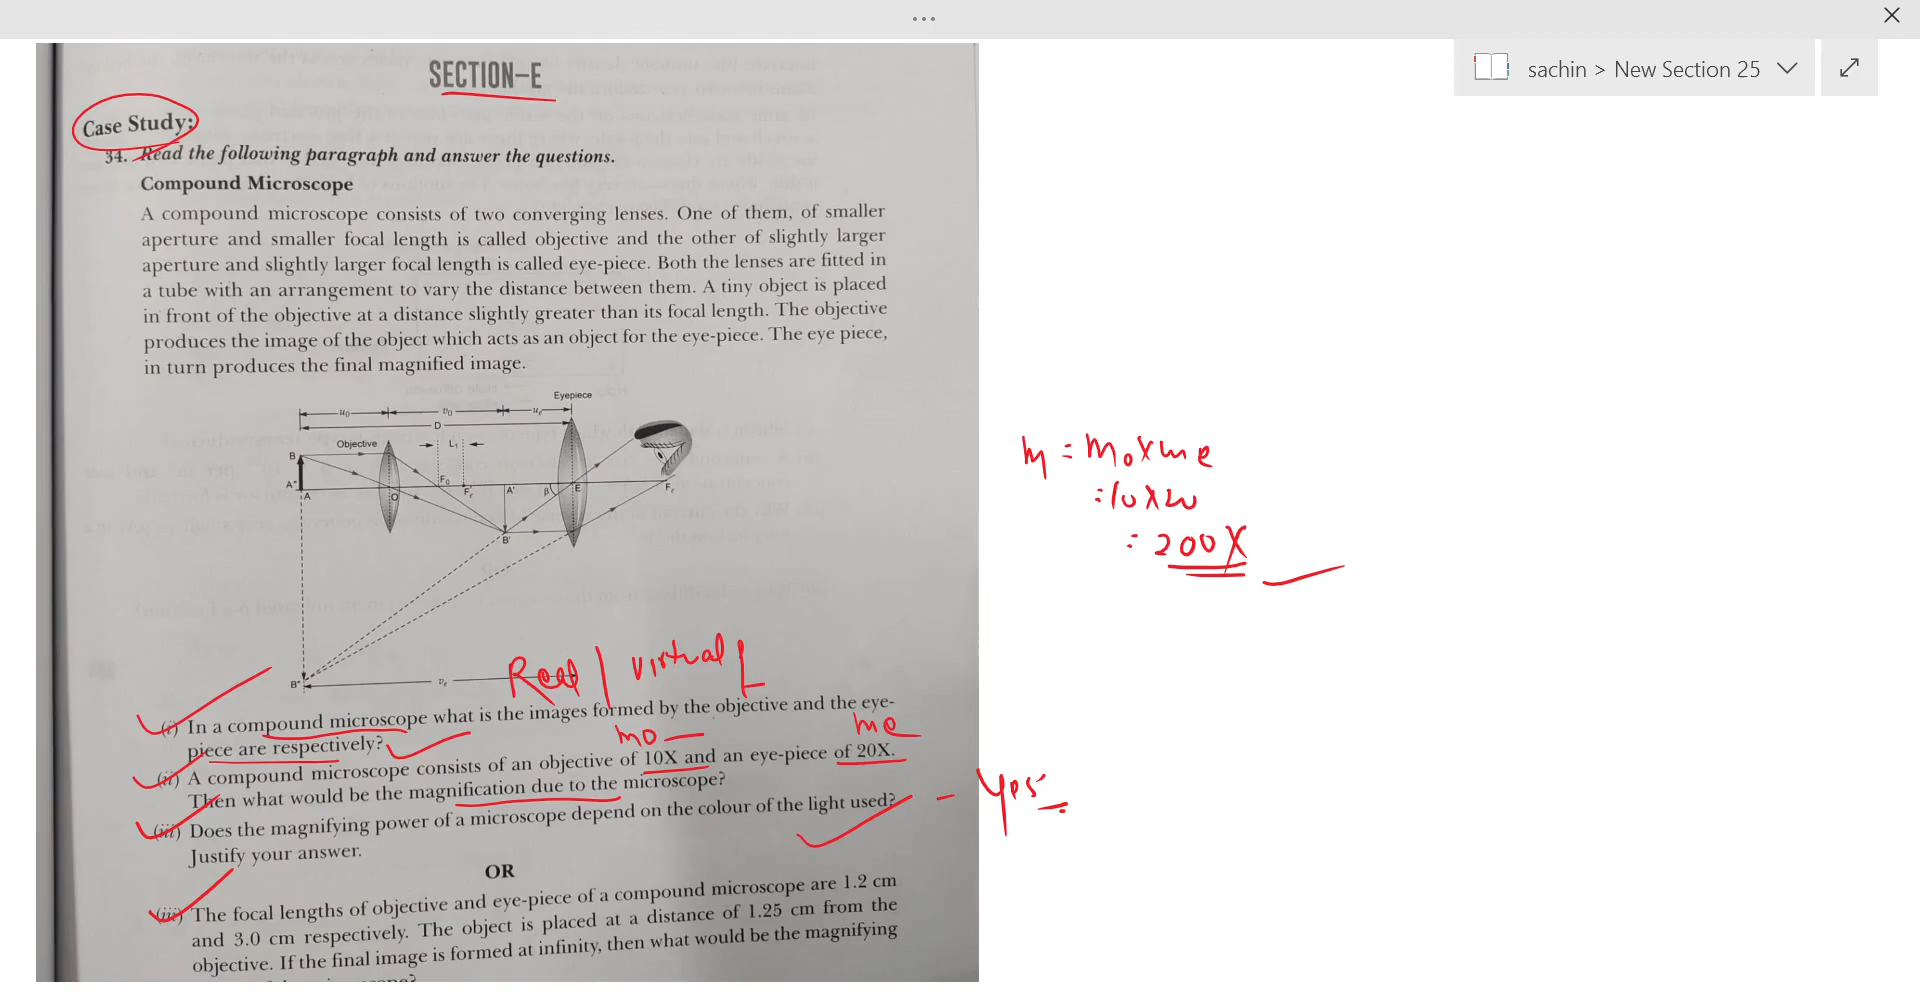 sachin > New Section 25
SECTION-E
Case Study:
34. Read the following paragraph and answer the questions.
Compound Microscope
A compound microscope consists of two converging lenses. One of them, of smaller
aperture and smaller focal length is called objective and the other of slightly larger
aperture and slightly larger focal length is called eye-piece. Both the lenses are fitted in
a tube with an arrangement to vary the distance between them. A tiny object is placed
in front of the objective at a distance slightly greater than its focal length. The objective
produces the image of the object which acts as an object for the eye-piece. The eye piece,
in turn produces the final magnified image.
Eyepiece
u₀ v₀ uₑ
D
Objective L₁
B
A" A O F₀ Fₑ' A' β E Fₑ
B'
B" vₑ
Real | virtual
(i) In a compound microscope what is the images formed by the objective and the eye-
piece are respectively?
mo me
(ii) A compound microscope consists of an objective of 10X and an eye-piece of 20X.
Then what would be the magnification due to the microscope?
(iii) Does the magnifying power of a microscope depend on the colour of the light used? - Yes
Justify your answer.
OR
(iii) The focal lengths of objective and eye-piece of a compound microscope are 1.2 cm
and 3.0 cm respectively. The object is placed at a distance of 1.25 cm from the
objective. If the final image is formed at infinity, then what would be the magnifying
m = mo x me
= 10 x 20
= 200X